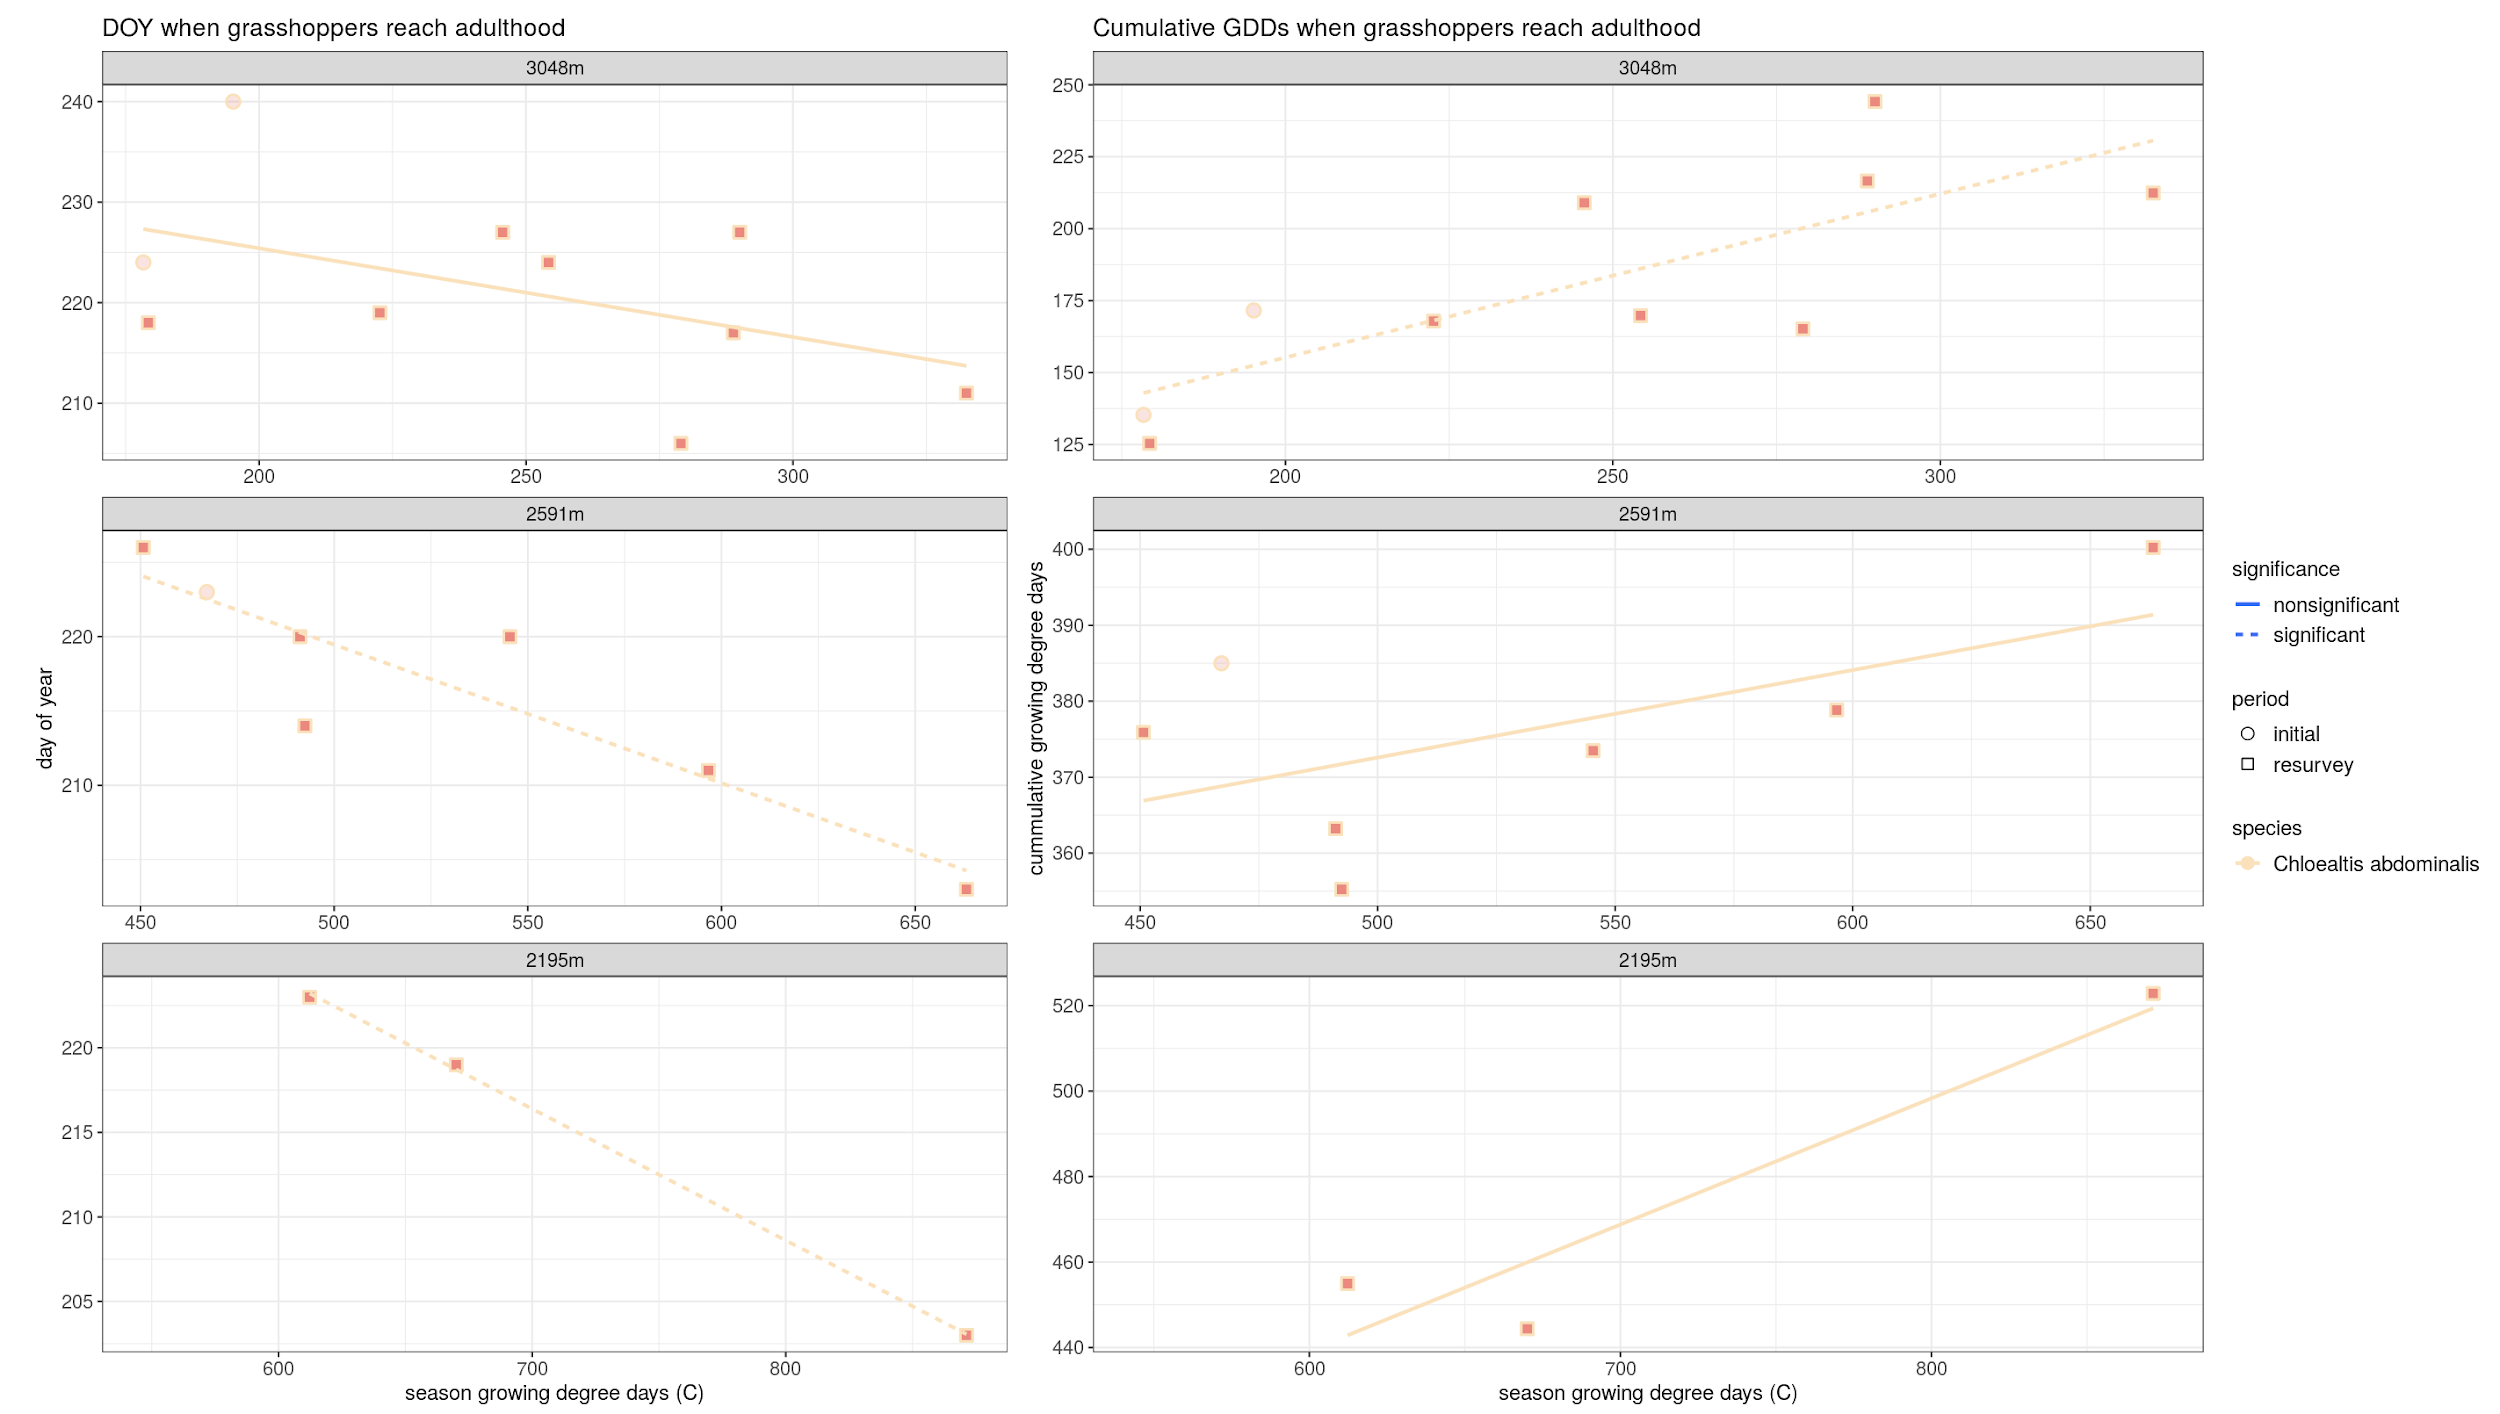 DOY when grasshoppers reach adulthood
3048m
240
230
220
210
200 250 300
2591m
220
210
450 500 550 600 650
2195m
220
215
210
205
600 700 800
season growing degree days (C)
day of year
Cumulative GDDs when grasshoppers reach adulthood
3048m
250
225
200
175
150
125
200 250 300
2591m
400
390
380
370
360
450 500 550 600 650
2195m
520
500
480
460
440
600 700 800
season growing degree days (C)
cummulative growing degree days
significance
nonsignificant
significant
period
initial
resurvey
species
Chloealtis abdominalis